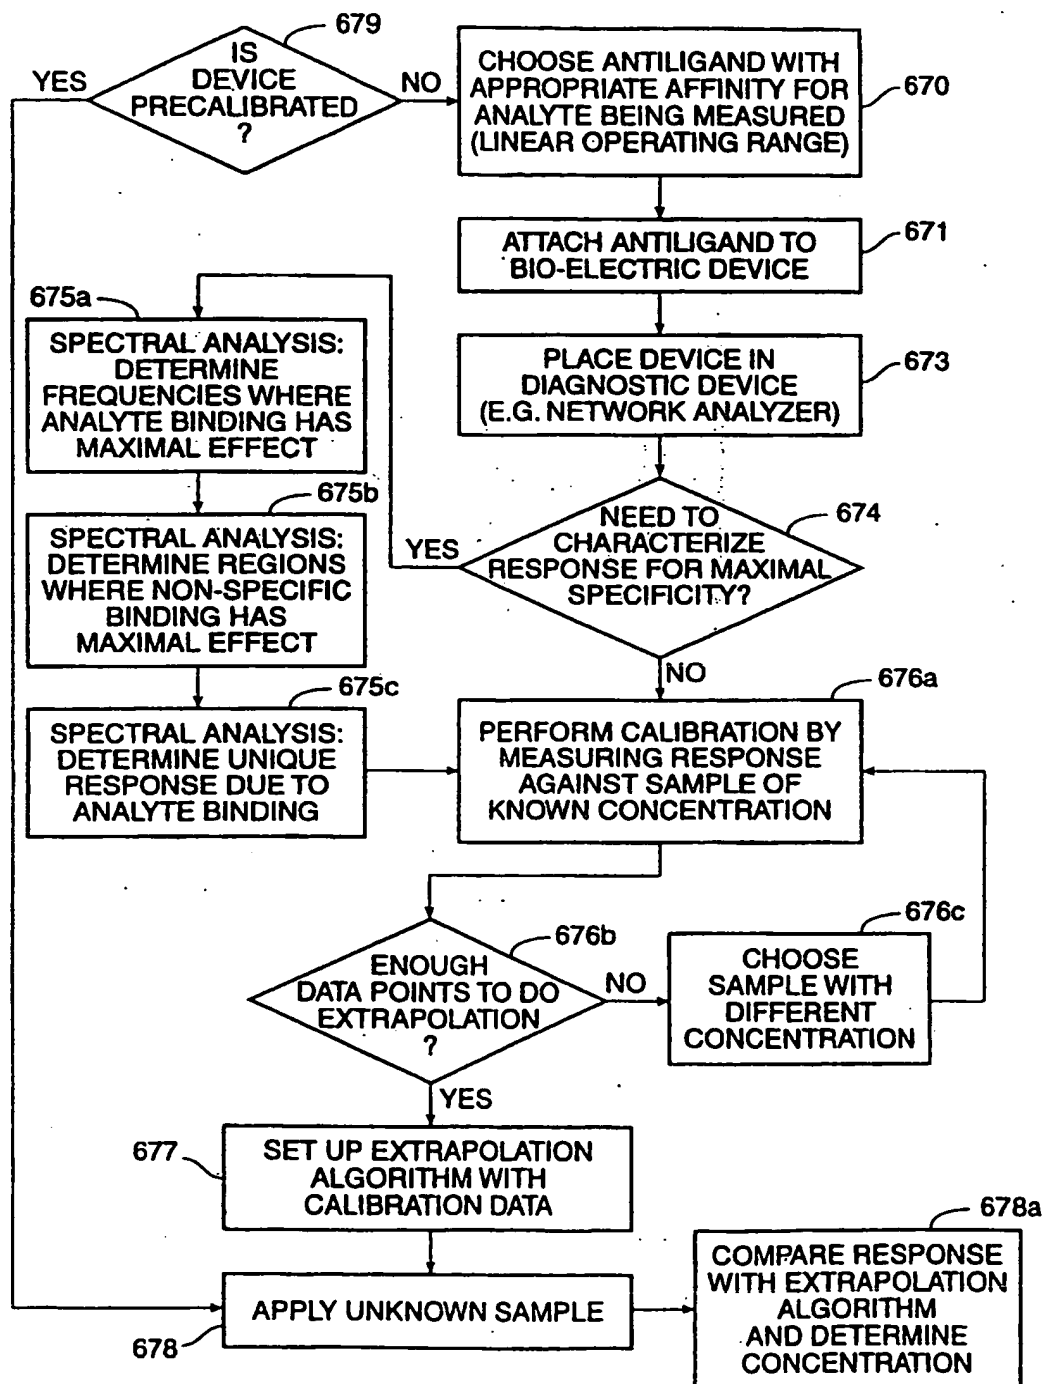 679
IS
DEVICE
PRECALIBRATED
?
YES
NO
CHOOSE ANTILIGAND WITH
APPROPRIATE AFFINITY FOR
ANALYTE BEING MEASURED
(LINEAR OPERATING RANGE)
670
ATTACH ANTILIGAND TO
BIO-ELECTRIC DEVICE
671
PLACE DEVICE IN
DIAGNOSTIC DEVICE
(E.G. NETWORK ANALYZER)
673
NEED TO
CHARACTERIZE
RESPONSE FOR MAXIMAL
SPECIFICITY?
674
YES
NO
675a
SPECTRAL ANALYSIS:
DETERMINE
FREQUENCIES WHERE
ANALYTE BINDING HAS
MAXIMAL EFFECT
675b
SPECTRAL ANALYSIS:
DETERMINE REGIONS
WHERE NON-SPECIFIC
BINDING HAS
MAXIMAL EFFECT
675c
SPECTRAL ANALYSIS:
DETERMINE UNIQUE
RESPONSE DUE TO
ANALYTE BINDING
676a
PERFORM CALIBRATION BY
MEASURING RESPONSE
AGAINST SAMPLE OF
KNOWN CONCENTRATION
676b
ENOUGH
DATA POINTS TO DO
EXTRAPOLATION
?
NO
YES
676c
CHOOSE
SAMPLE WITH
DIFFERENT
CONCENTRATION
677
SET UP EXTRAPOLATION
ALGORITHM WITH
CALIBRATION DATA
APPLY UNKNOWN SAMPLE
678
678a
COMPARE RESPONSE
WITH EXTRAPOLATION
ALGORITHM
AND DETERMINE
CONCENTRATION